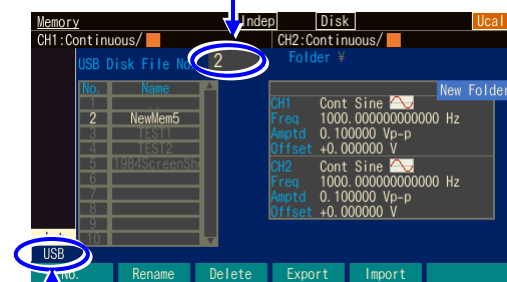 Memory Indep Disk Ucal
CH1:Continuous/ CH2:Continuous/
USB Disk File No. 2 Folder ¥
No. Name
New Folder
1 ..
2 NewMem5
3 TEST1
4 TEST2
5 1984ScreenSh
6
7
8
9
10
CH1 Cont Sine
Freq 1000.000000000000 Hz
Amptd 0.100000 Vp-p
Offset +0.000000 V
CH2 Cont Sine
Freq 1000.000000000000 Hz
Amptd 0.100000 Vp-p
Offset +0.000000 V
USB
No. Rename Delete Export Import